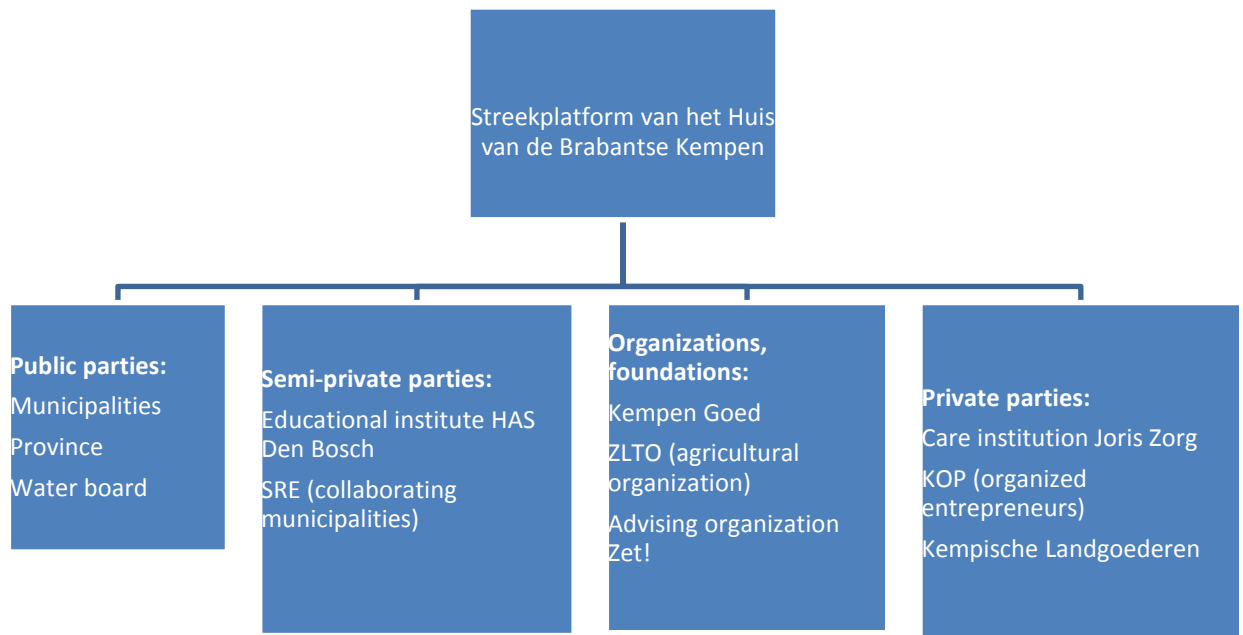 Streekplatform van het Huis
van de Brabantse Kempen
Public parties:
Municipalities
Province
Water board
Semi-private parties:
Educational institute HAS
Den Bosch
SRE (collaborating
municipalities)
Organizations,
foundations:
Kempen Goed
ZLTO (agricultural
organization)
Advising organization
Zet!
Private parties:
Care institution Joris Zorg
KOP (organized
entrepreneurs)
Kempische Landgoederen